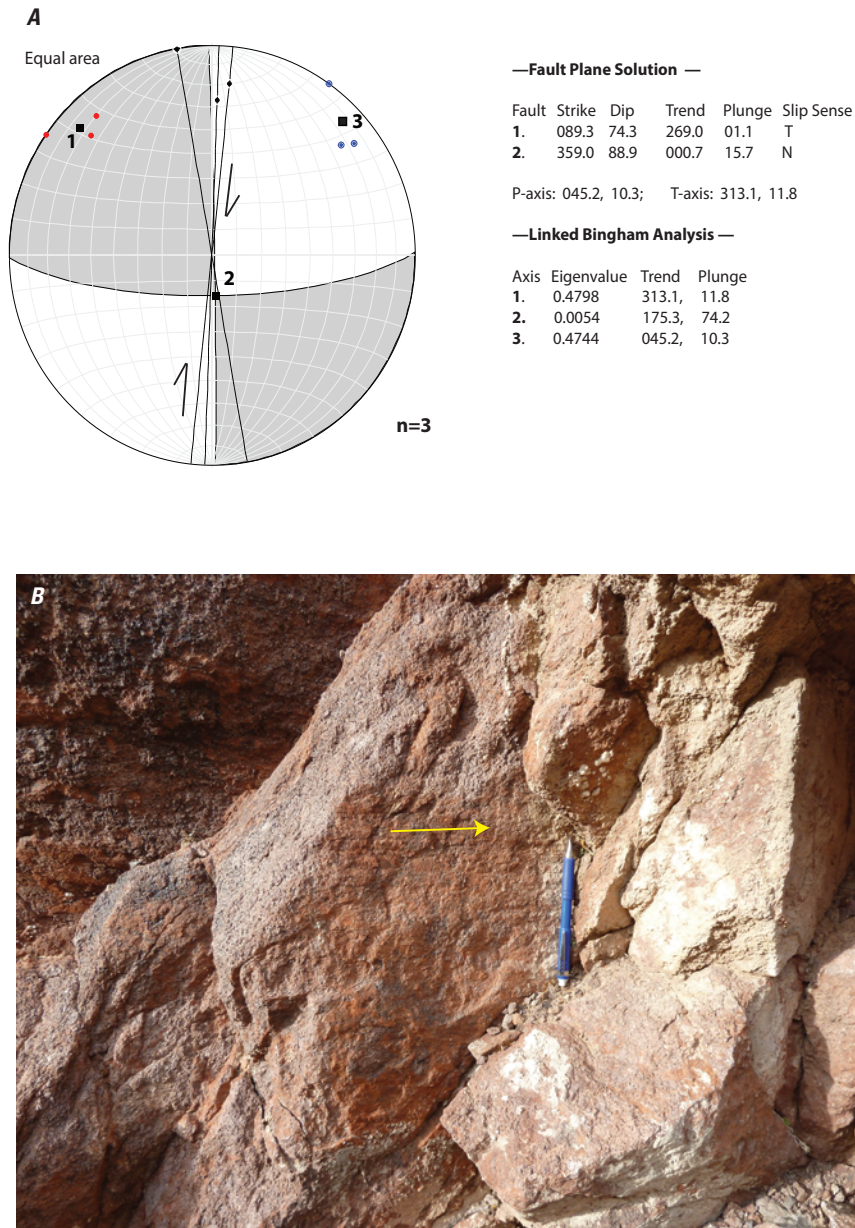 A
Equal area
1
3
2
n=3
—Fault Plane Solution —
Fault Strike Dip Trend Plunge Slip Sense
1. 089.3 74.3 269.0 01.1 T
2. 359.0 88.9 000.7 15.7 N
P-axis: 045.2, 10.3; T-axis: 313.1, 11.8
—Linked Bingham Analysis —
Axis Eigenvalue Trend Plunge
1. 0.4798 313.1, 11.8
2. 0.0054 175.3, 74.2
3. 0.4744 045.2, 10.3
B